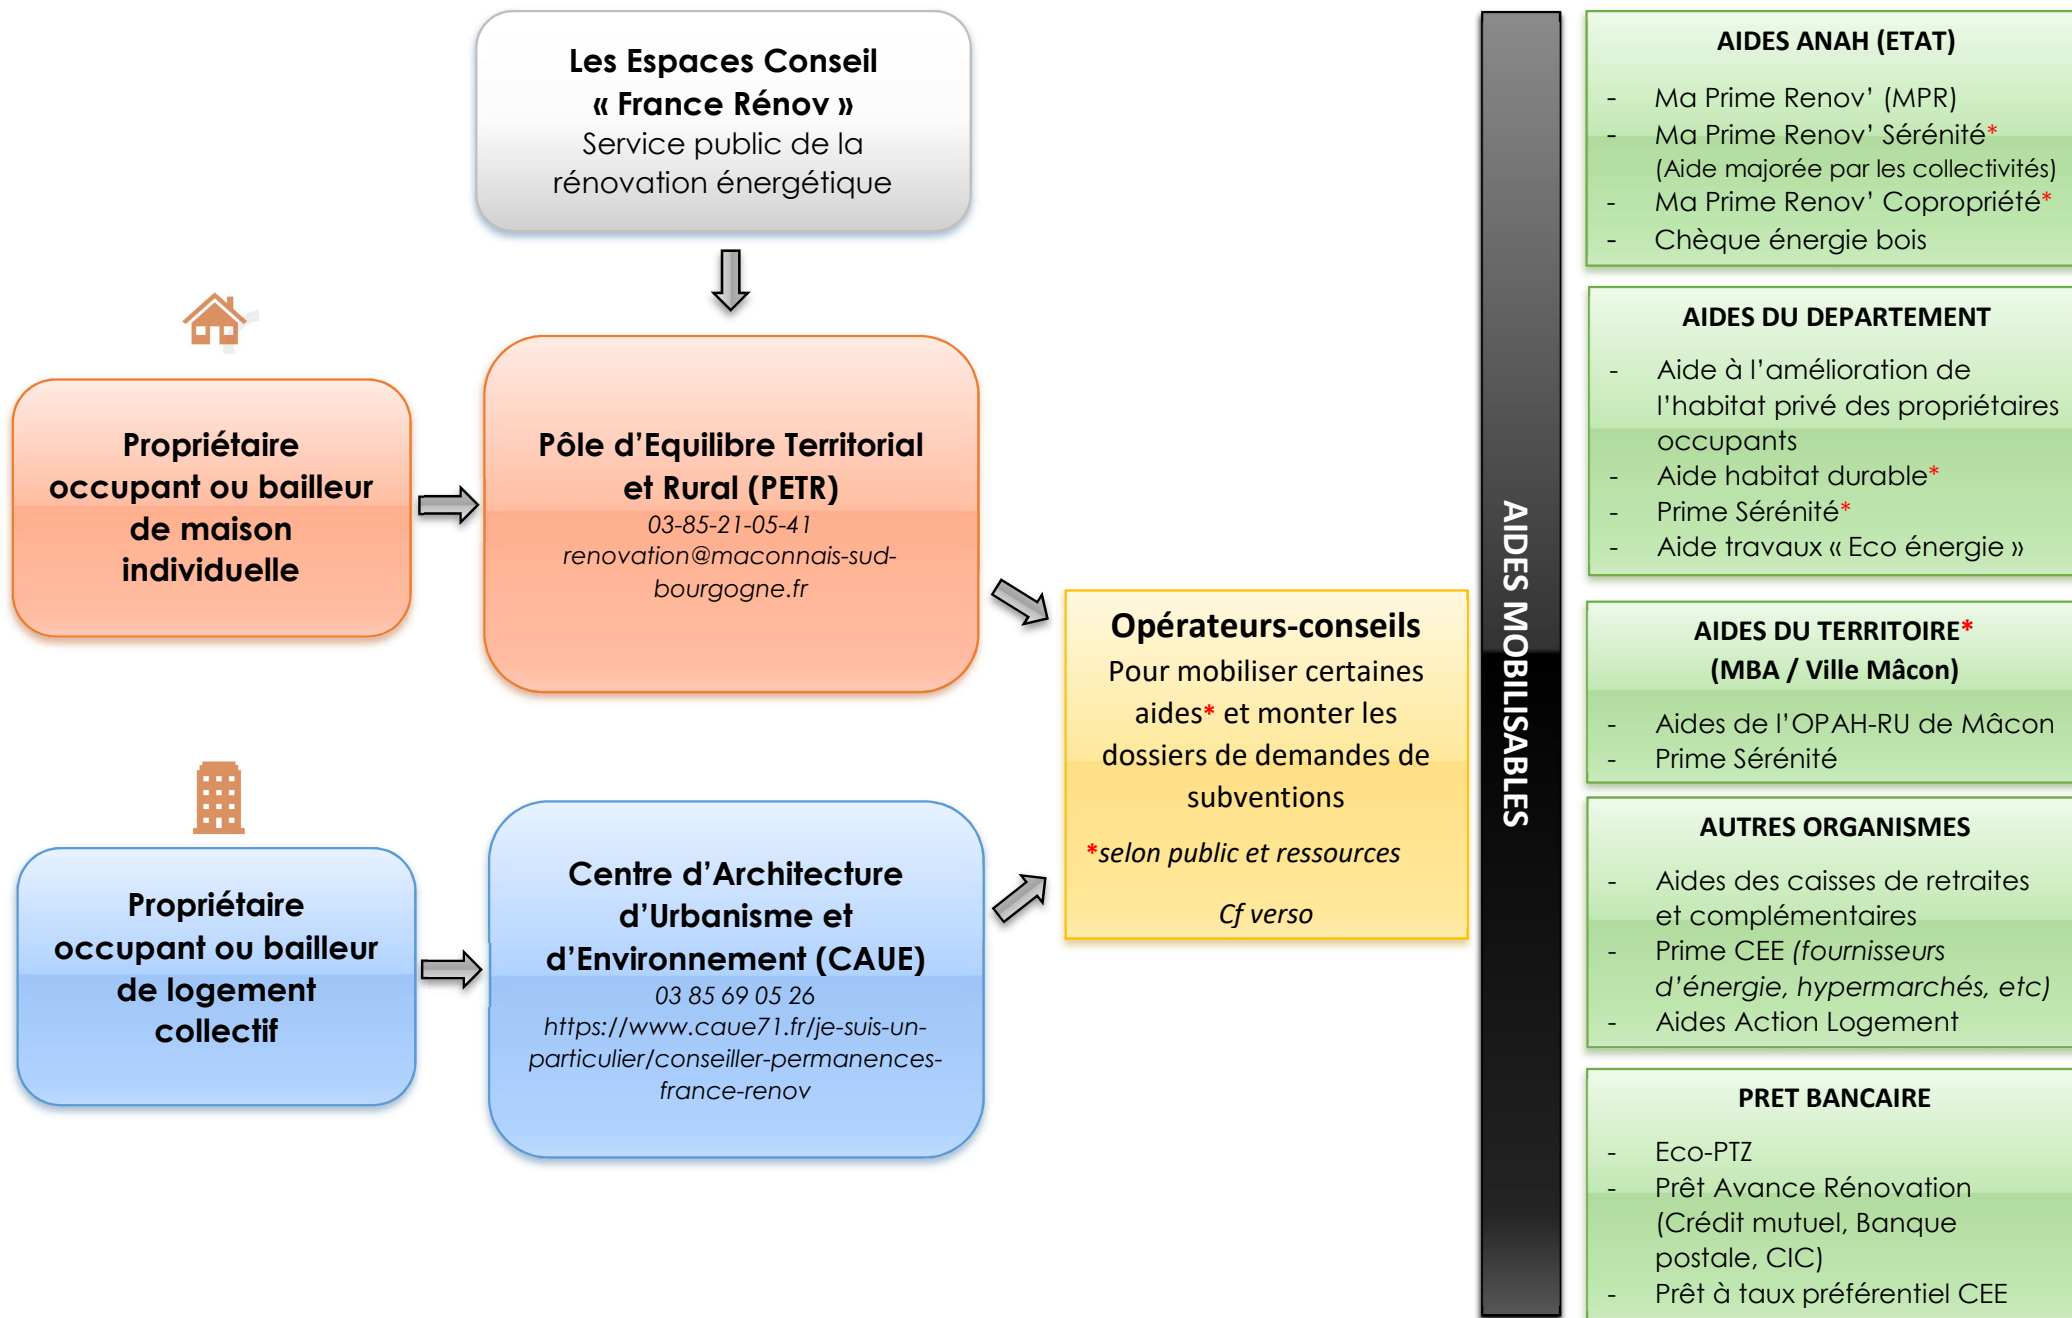 Les Espaces Conseil
« France Rénov »
Service public de la
rénovation énergétique
Propriétaire
occupant ou bailleur
de maison
individuelle
Pôle d’Equilibre Territorial
et Rural (PETR)
03-85-21-05-41
renovation@maconnais-sud-
bourgogne.fr
Propriétaire
occupant ou bailleur
de logement
collectif
Centre d’Architecture
d’Urbanisme et
d’Environnement (CAUE)
03 85 69 05 26
https://www.caue71.fr/je-suis-un-
particulier/conseiller-permanences-
france-renov
Opérateurs-conseils
Pour mobiliser certaines
aides* et monter les
dossiers de demandes de
subventions
*selon public et ressources
Cf verso
AIDES MOBILISABLES
AIDES ANAH (ETAT)
- Ma Prime Renov’ (MPR)
- Ma Prime Renov’ Sérénité*
(Aide majorée par les collectivités)
- Ma Prime Renov’ Copropriété*
- Chèque énergie bois
AIDES DU DEPARTEMENT
- Aide à l’amélioration de
l’habitat privé des propriétaires
occupants
- Aide habitat durable*
- Prime Sérénité*
- Aide travaux « Eco énergie »
AIDES DU TERRITOIRE*
(MBA / Ville Mâcon)
- Aides de l’OPAH-RU de Mâcon
- Prime Sérénité
AUTRES ORGANISMES
- Aides des caisses de retraites
et complémentaires
- Prime CEE (fournisseurs
d’énergie, hypermarchés, etc)
- Aides Action Logement
PRET BANCAIRE
- Eco-PTZ
- Prêt Avance Rénovation
(Crédit mutuel, Banque
postale, CIC)
- Prêt à taux préférentiel CEE